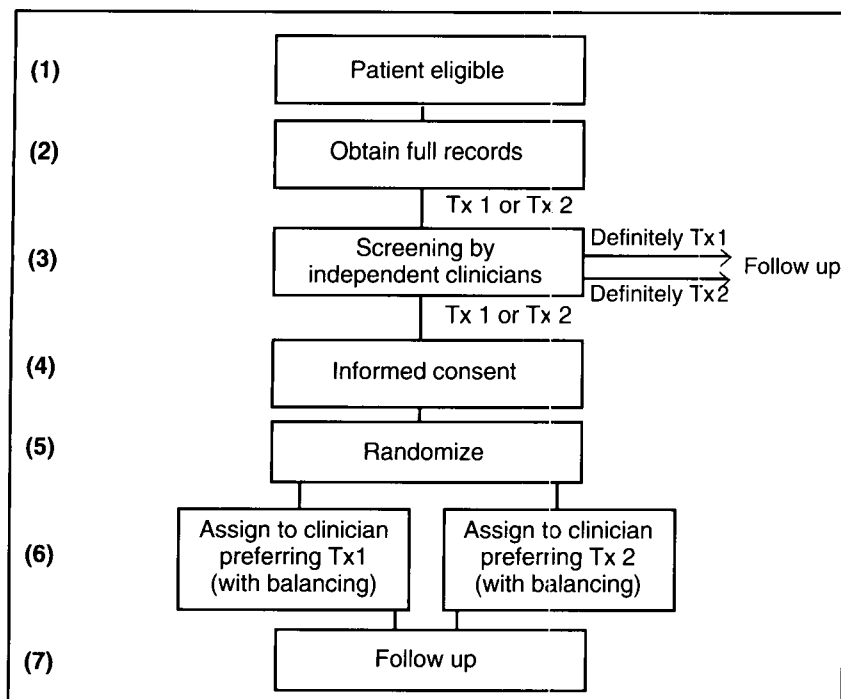 (1)
Patient eligible
(2)
Obtain full records
Tx 1 or Tx 2
(3)
Screening by
independent clinicians
Definitely Tx1
Definitely Tx2
Follow up
Tx 1 or Tx 2
(4)
Informed consent
(5)
Randomize
(6)
Assign to clinician
preferring Tx1
(with balancing)
Assign to clinician
preferring Tx 2
(with balancing)
(7)
Follow up